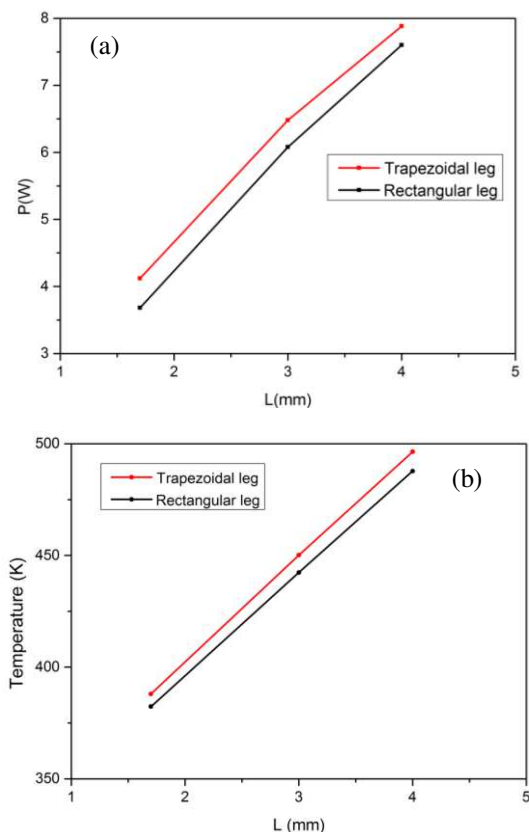 (a)
8
7
6
5
4
3
P(W)
Trapezoidal leg
Rectangular leg
1 2 3 4 5
L(mm)
(b)
500
450
400
350
Temperature (K)
Trapezoidal leg
Rectangular leg
1 2 3 4 5
L (mm)